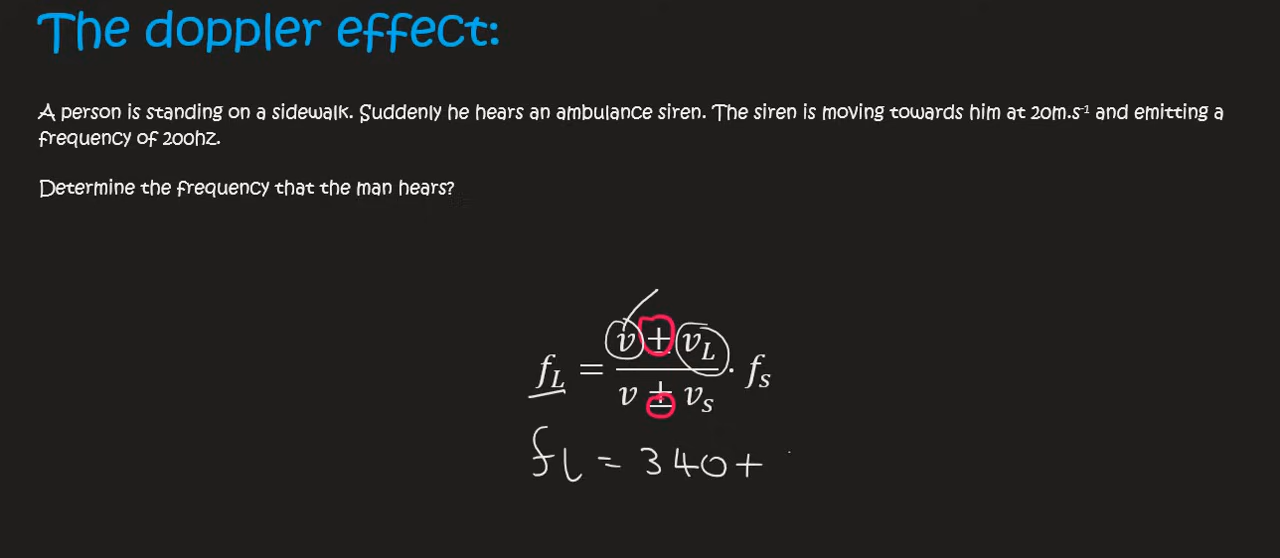 The doppler effect:
A person is standing on a sidewalk. Suddenly he hears an ambulance siren. The siren is moving towards him at 20m.s⁻¹ and emitting a
frequency of 200hz.
Determine the frequency that the man hears?
f_L = (v ± v_L)/(v ± v_s) · f_s
fL = 340 +